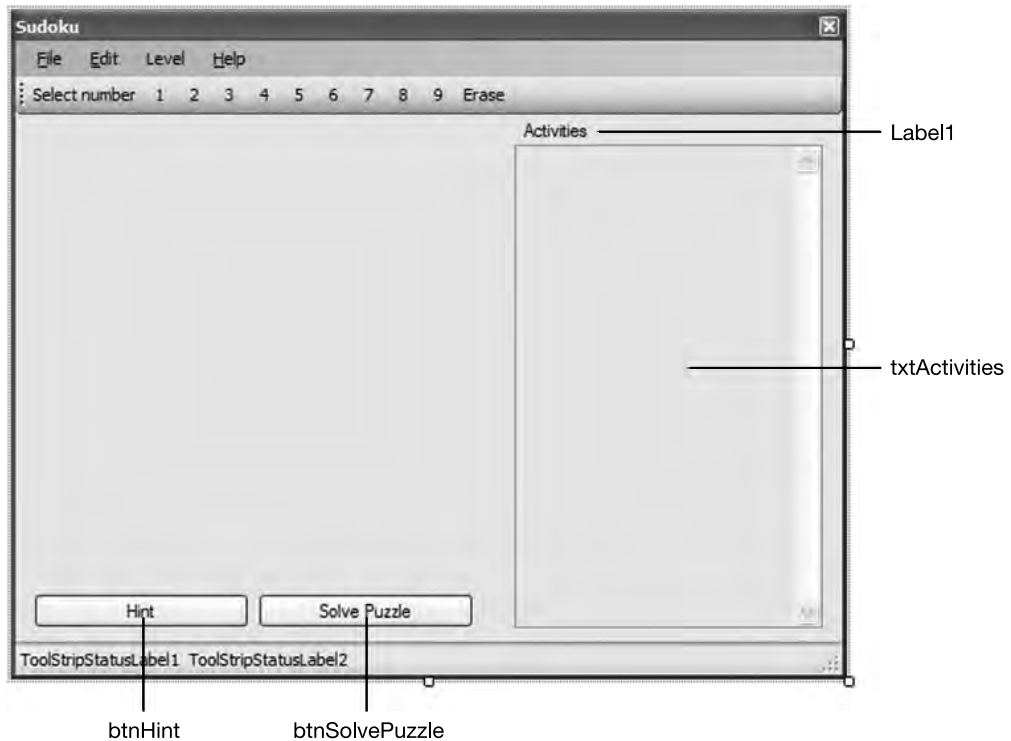 Sudoku
File Edit Level Help
Select number 1 2 3 4 5 6 7 8 9 Erase
Activities
Label1
txtActivities
Hint Solve Puzzle
ToolStripStatusLabel1 ToolStripStatusLabel2
btnHint btnSolvePuzzle